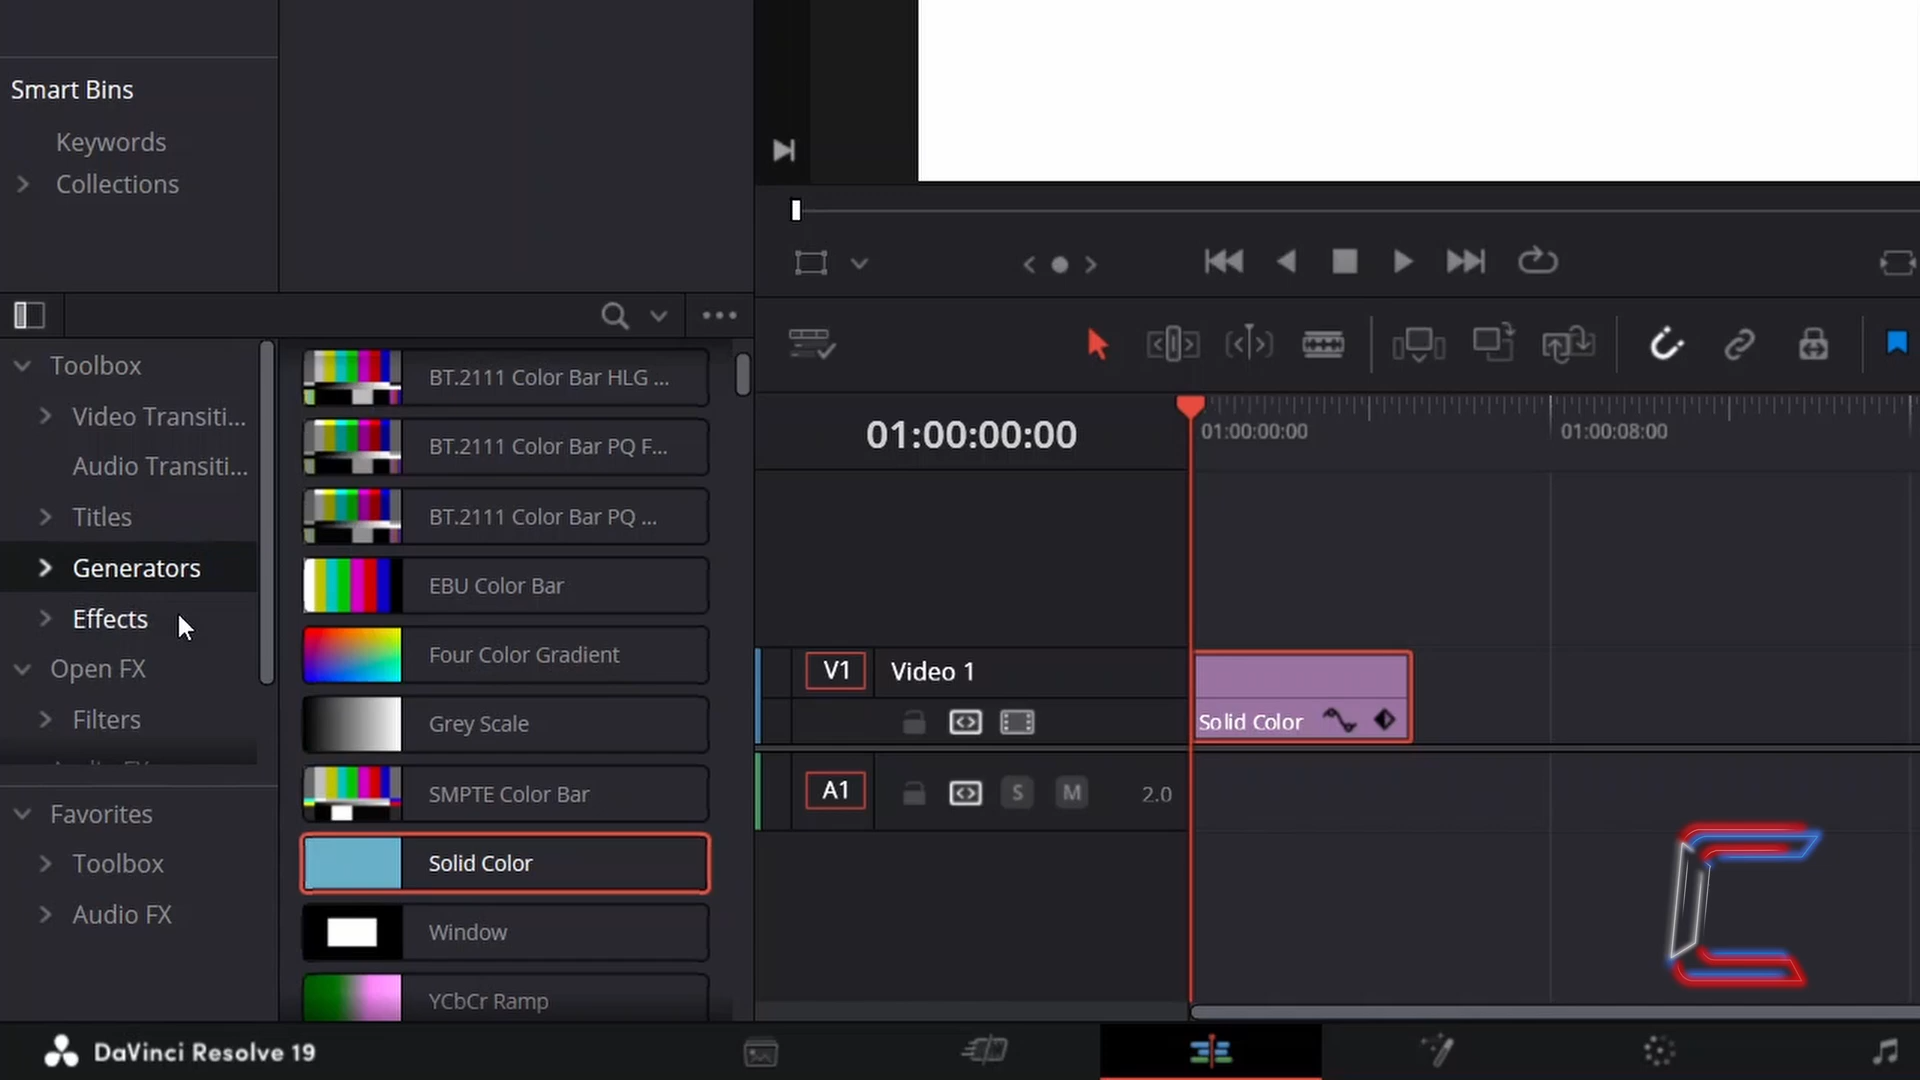 Smart Bins
Keywords
Collections
Toolbox
Video Transiti...
Audio Transiti...
Titles
Generators
Effects
Open FX
Filters
Favorites
Toolbox
Audio FX
BT.2111 Color Bar HLG ...
BT.2111 Color Bar PQ F...
BT.2111 Color Bar PQ ...
EBU Color Bar
Four Color Gradient
Grey Scale
SMPTE Color Bar
Solid Color
Window
YCbCr Ramp
01:00:00:00
01:00:00:00
01:00:08:00
V1
Video 1
Solid Color
A1
S
M
2.0
DaVinci Resolve 19